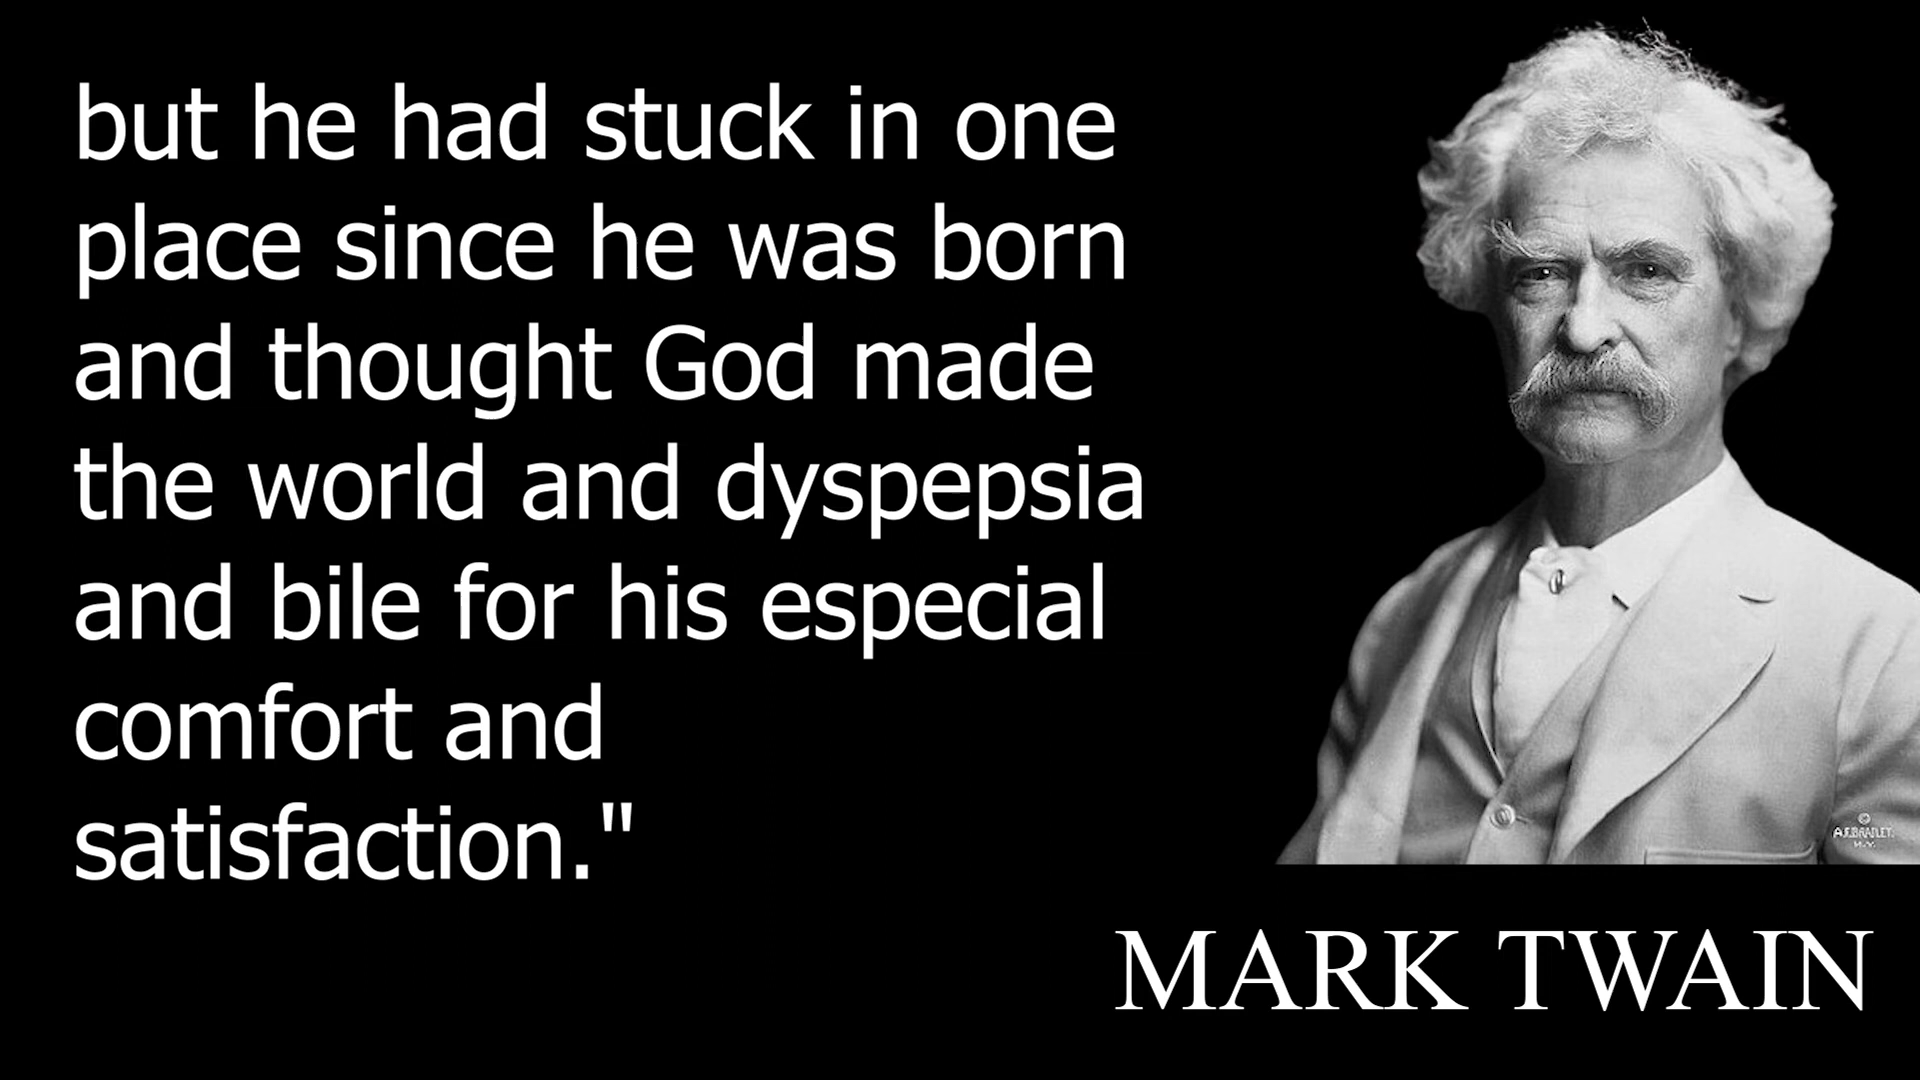 but he had stuck in one
place since he was born
and thought God made
the world and dyspepsia
and bile for his especial
comfort and
satisfaction."
©
A.F.BRADLEY.
N.Y.
MARK TWAIN